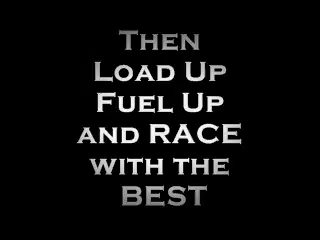 Then
Load Up
Fuel Up
and RACE
with the
BEST